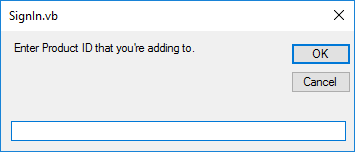 SignIn.vb
Enter Product ID that you're adding to.
OK
Cancel